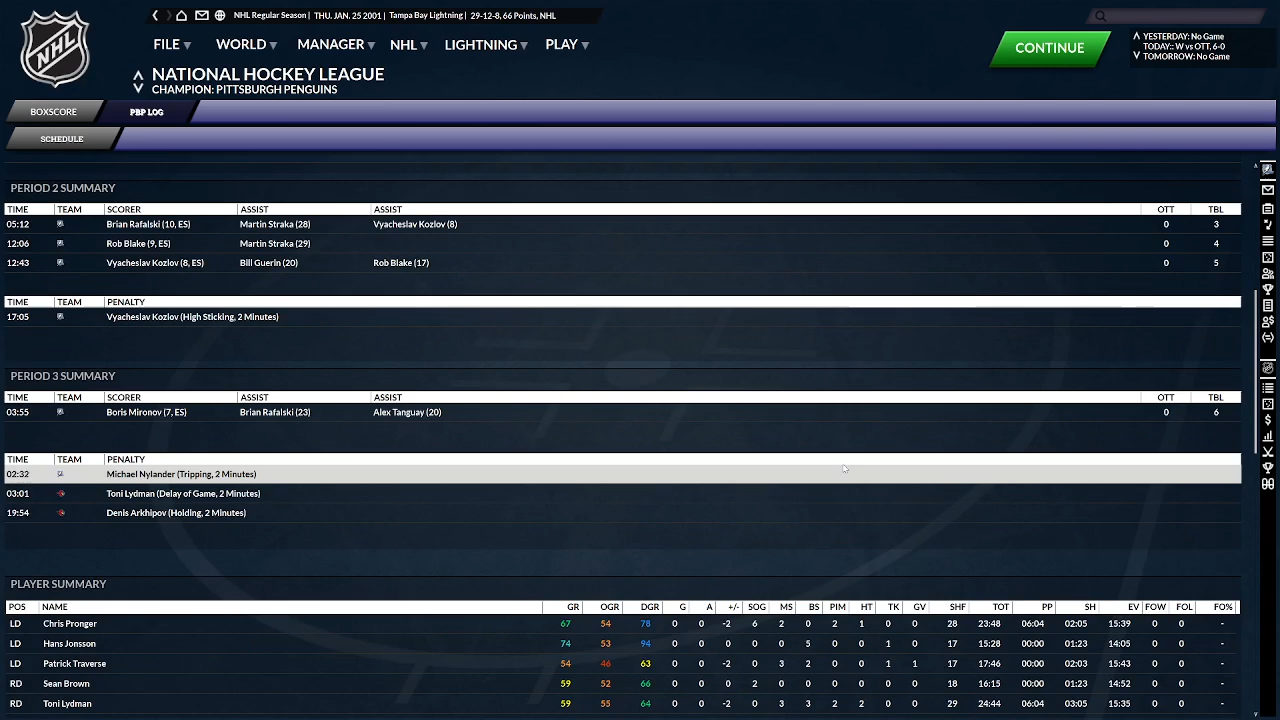 NHL Regular Season | THU. JAN. 25 2001 | Tampa Bay Lightning | 29-12-8, 66 Points, NHL
NHL
FILE WORLD MANAGER NHL LIGHTNING PLAY
CONTINUE
YESTERDAY: No Game
TODAY:: W vs OTT, 6-0
TOMORROW: No Game
NATIONAL HOCKEY LEAGUE
CHAMPION: PITTSBURGH PENGUINS
BOXSCORE PBP LOG
SCHEDULE
PERIOD 2 SUMMARY
TIME TEAM SCORER ASSIST ASSIST OTT TBL
05:12 Brian Rafalski (10, ES) Martin Straka (28) Vyacheslav Kozlov (8) 0 3
12:06 Rob Blake (9, ES) Martin Straka (29) 0 4
12:43 Vyacheslav Kozlov (8, ES) Bill Guerin (20) Rob Blake (17) 0 5
TIME TEAM PENALTY
17:05 Vyacheslav Kozlov (High Sticking, 2 Minutes)
PERIOD 3 SUMMARY
TIME TEAM SCORER ASSIST ASSIST OTT TBL
03:55 Boris Mironov (7, ES) Brian Rafalski (23) Alex Tanguay (20) 0 6
TIME TEAM PENALTY
02:32 Michael Nylander (Tripping, 2 Minutes)
03:01 Toni Lydman (Delay of Game, 2 Minutes)
19:54 Denis Arkhipov (Holding, 2 Minutes)
PLAYER SUMMARY
POS NAME GR OGR DGR G A +/- SOG MS BS PIM HT TK GV SHF TOT PP SH EV FOW FOL FO%
LD Chris Pronger 67 54 78 0 0 -2 6 2 0 2 1 0 0 28 23:48 06:04 02:05 15:39 0 0 -
LD Hans Jonsson 74 53 94 0 0 0 0 0 5 0 0 1 0 17 15:28 00:00 01:23 14:05 0 0 -
LD Patrick Traverse 54 46 63 0 0 -2 0 3 2 0 0 1 1 17 17:46 00:00 02:03 15:43 0 0 -
RD Sean Brown 59 52 66 0 0 0 2 0 0 0 0 0 0 18 16:15 00:00 01:23 14:52 0 0 -
RD Toni Lydman 59 55 64 0 0 -2 0 3 3 2 2 0 0 29 24:44 06:04 03:05 15:35 0 0 -